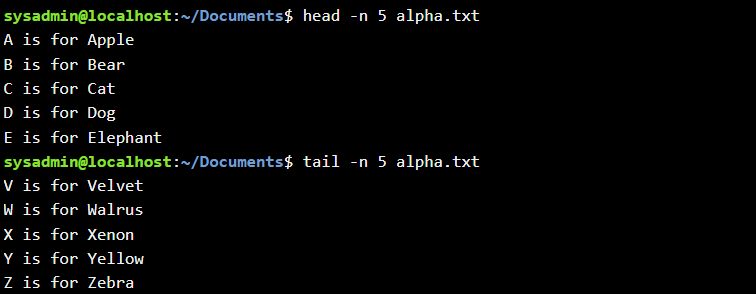 sysadmin@localhost:~/Documents$ head -n 5 alpha.txt
A is for Apple
B is for Bear
C is for Cat
D is for Dog
E is for Elephant
sysadmin@localhost:~/Documents$ tail -n 5 alpha.txt
V is for Velvet
W is for Walrus
X is for Xenon
Y is for Yellow
Z is for Zebra